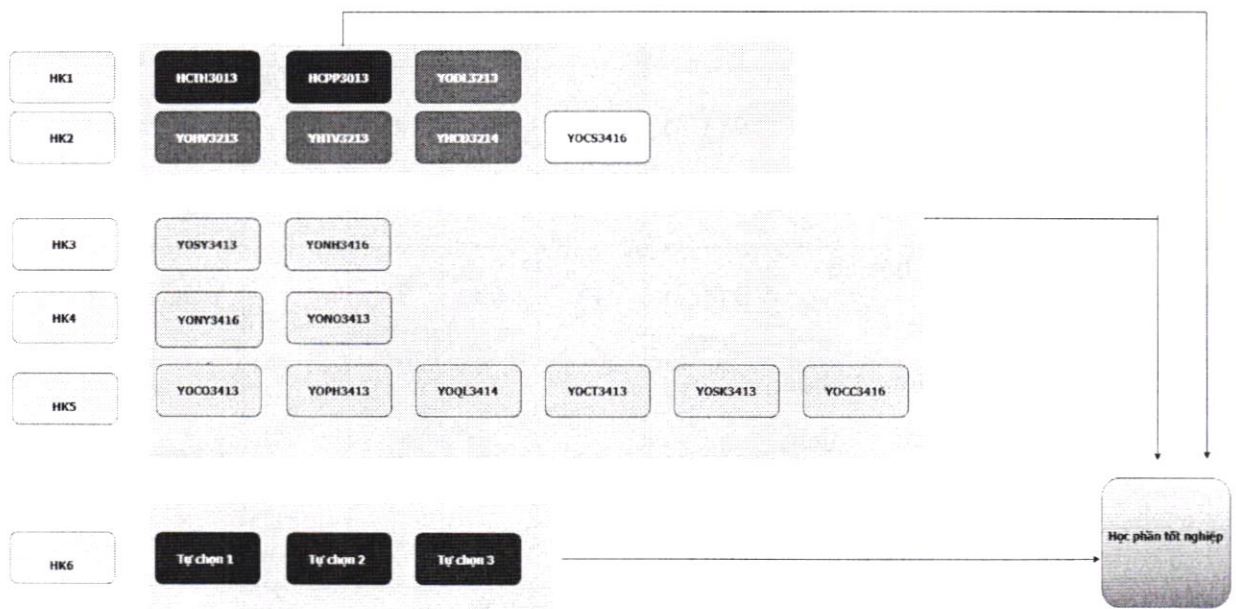 HK1
HCTH3013
HCPP3013
YODL3213
HK2
YOHV3213
YHTV3213
YHCD3214
YOCS3416
HK3
YOSY3413
YONH3416
HK4
YONY3416
YONO3413
HK5
YOCO3413
YOPH3413
YOQL3414
YOCT3413
YOSK3413
YOCC3416
Học phần tốt nghiệp
HK6
Tự chọn 1
Tự chọn 2
Tự chọn 3